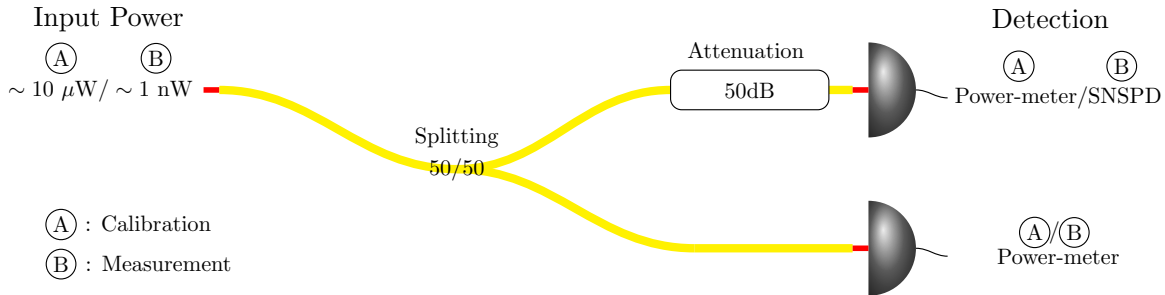 Input Power
A B
~ 10 μW/ ~ 1 nW
Splitting
50/50
Attenuation
50dB
Detection
A B
Power-meter/SNSPD
A/B
Power-meter
A : Calibration
B : Measurement